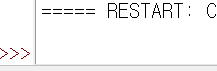 ===== RESTART: C
>>>